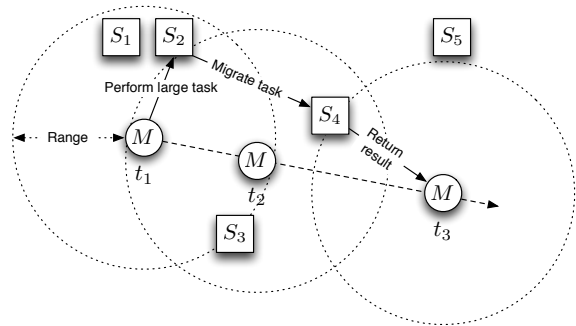 S1
S2
S5
Perform large task
Migrate task
S4
Range
M
Return
result
M
t1
t2
M
S3
t3